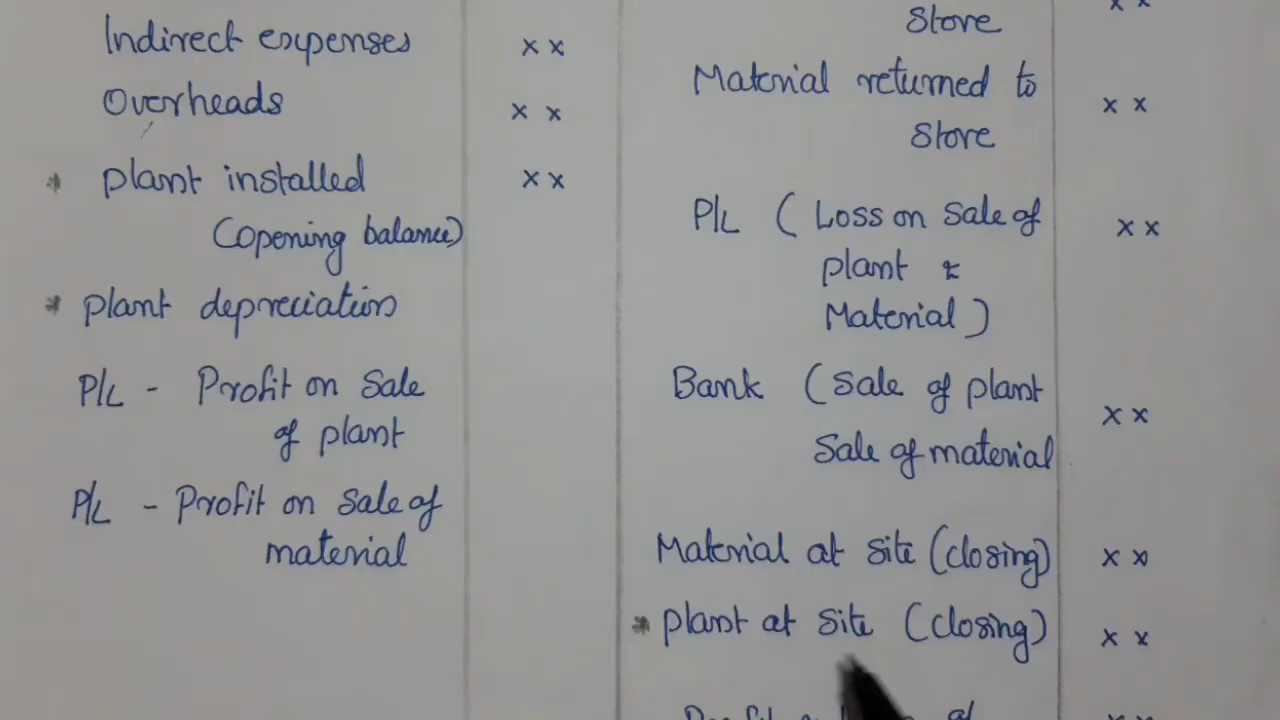 Indirect expenses xx
Overheads xx
* Plant installed xx
(opening balance)
* Plant depreciation
P/L - Profit on sale
of plant
P/L - Profit on sale of
material
xx
Store
Material returned to
xx
Store
P/L (Loss on sale of xx
plant &
Material)
Bank (sale of plant
xx
Sale of material
Material at site (closing) xx
* Plant at site (closing) xx